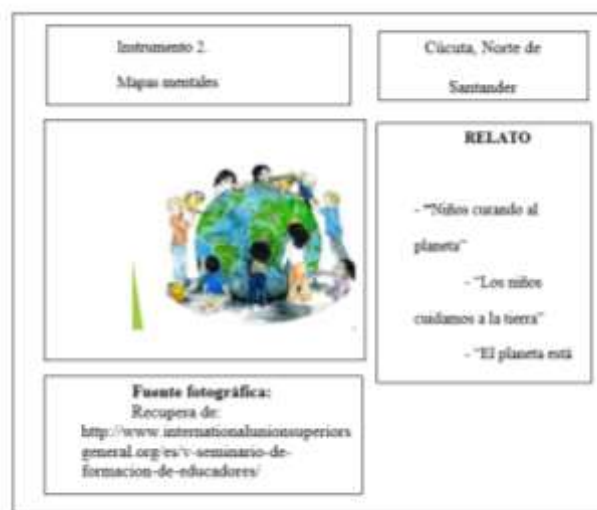 Instrumento 2.
Mapas mentales
Cúcuta, Norte de
Santander
RELATO
- "Niños curando al
planeta"
- "Los niños
cuidamos a la tierra"
- "El planeta está
Fuente fotográfica:
Recupera de:
http://www.internationalunionsuperiors
general.org/es/v-seminario-de-
formacion-de-educadores/